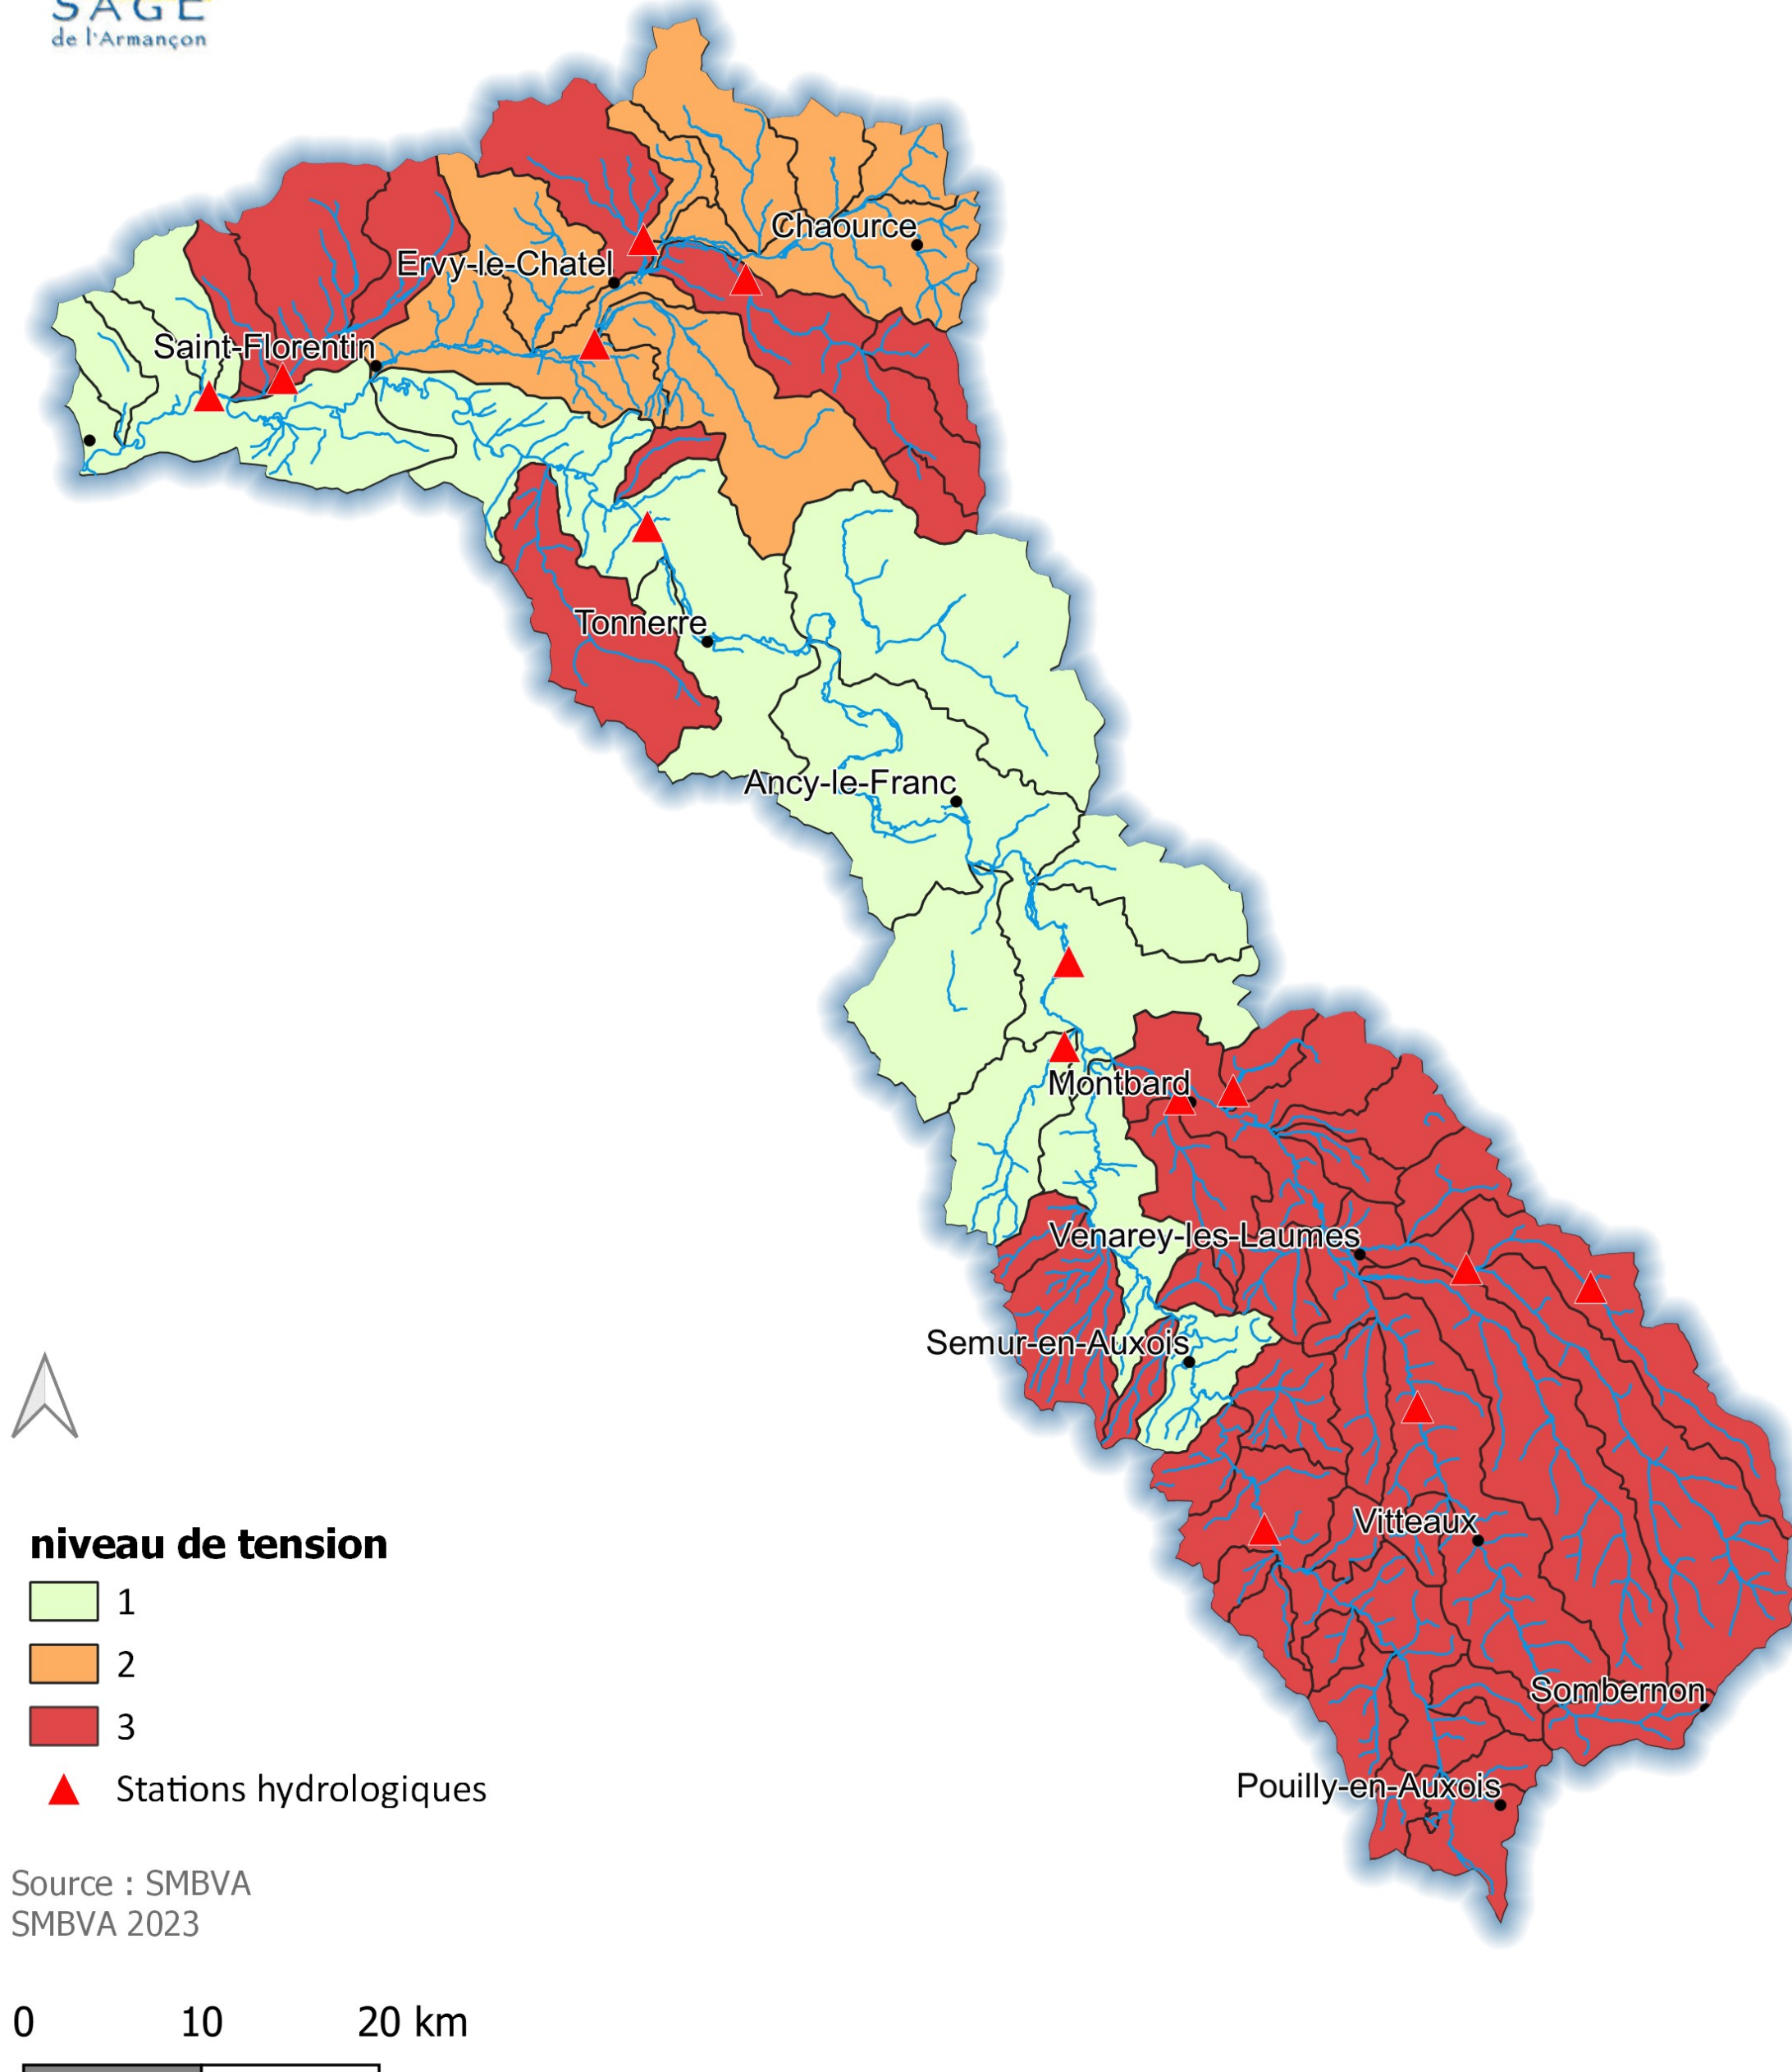 SAGE
de l'Armançon
Chaource
Ervy-le-Chatel
Saint-Florentin
Tonnerre
Ancy-le-Franc
Montbard
Venarey-les-Laumes
Semur-en-Auxois
Vitteaux
Sombernon
Pouilly-en-Auxois
niveau de tension
1
2
3
Stations hydrologiques
Source : SMBVA
SMBVA 2023
0 10 20 km